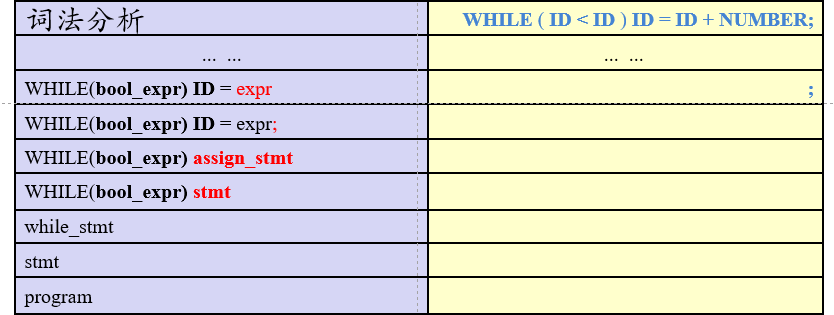 词法分析 WHILE ( ID < ID ) ID = ID + NUMBER;
... ... ... ...
WHILE(bool_expr) ID = expr ;
WHILE(bool_expr) ID = expr;
WHILE(bool_expr) assign_stmt
WHILE(bool_expr) stmt
while_stmt
stmt
program